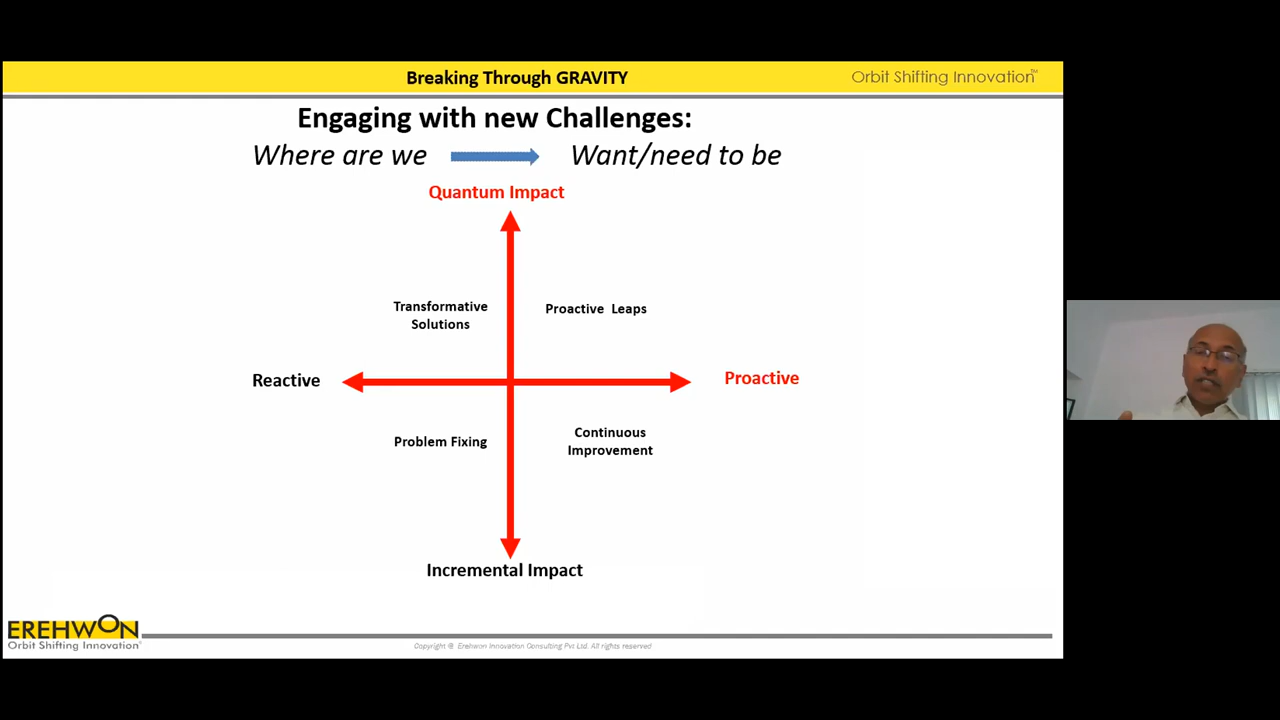 Breaking Through GRAVITY
Orbit Shifting Innovation™
Engaging with new Challenges:
Where are we Want/need to be
Quantum Impact
Transformative
Solutions
Proactive Leaps
Reactive
Proactive
Problem Fixing
Continuous
Improvement
Incremental Impact
EREHWON
Orbit Shifting Innovation
Copyright @ Erehwon Innovation Consulting Pvt Ltd. All rights reserved